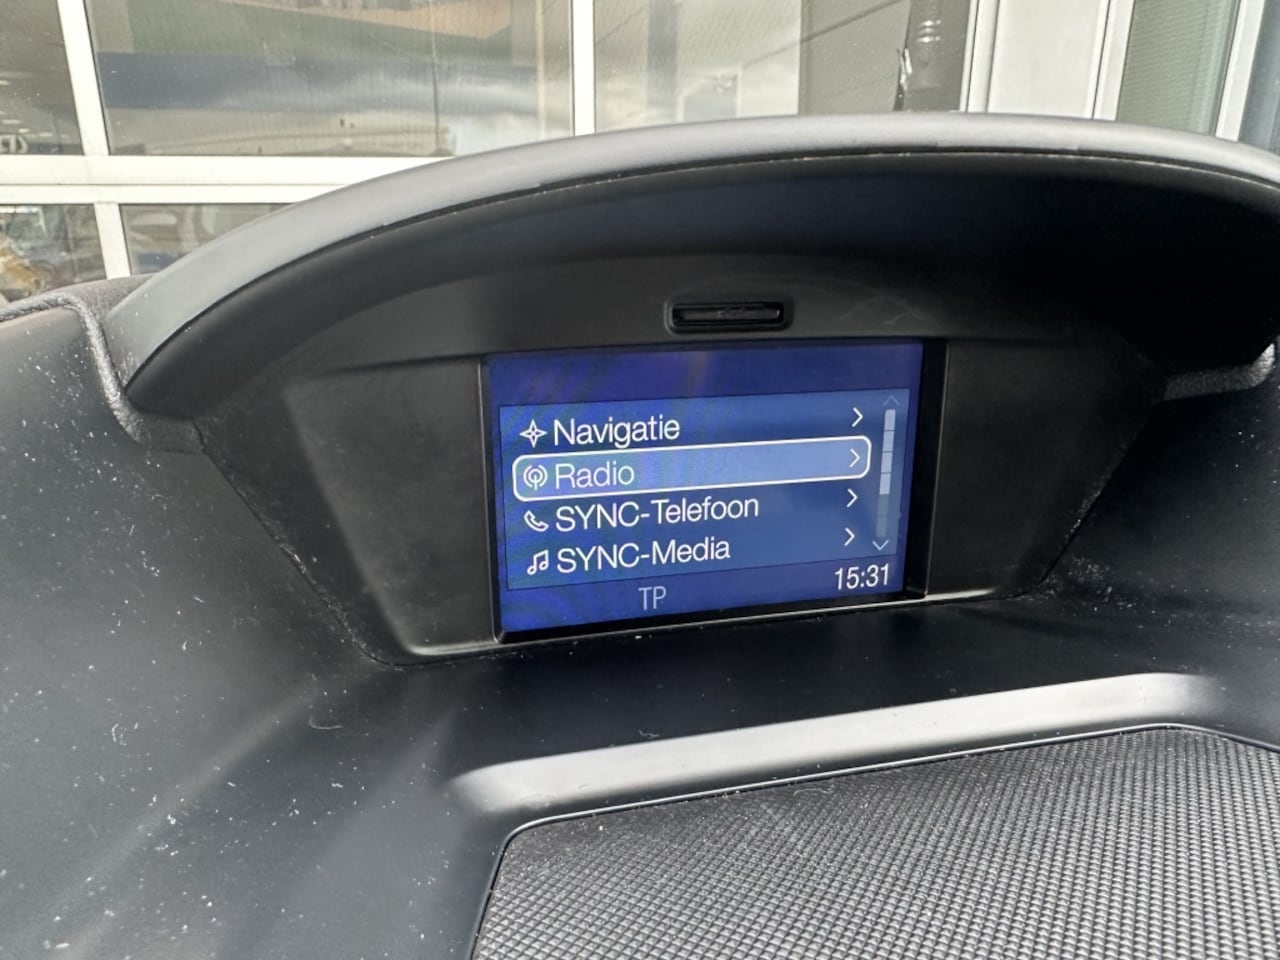 Navigatie
Radio
SYNC-Telefoon
SYNC-Media
TP
15:31